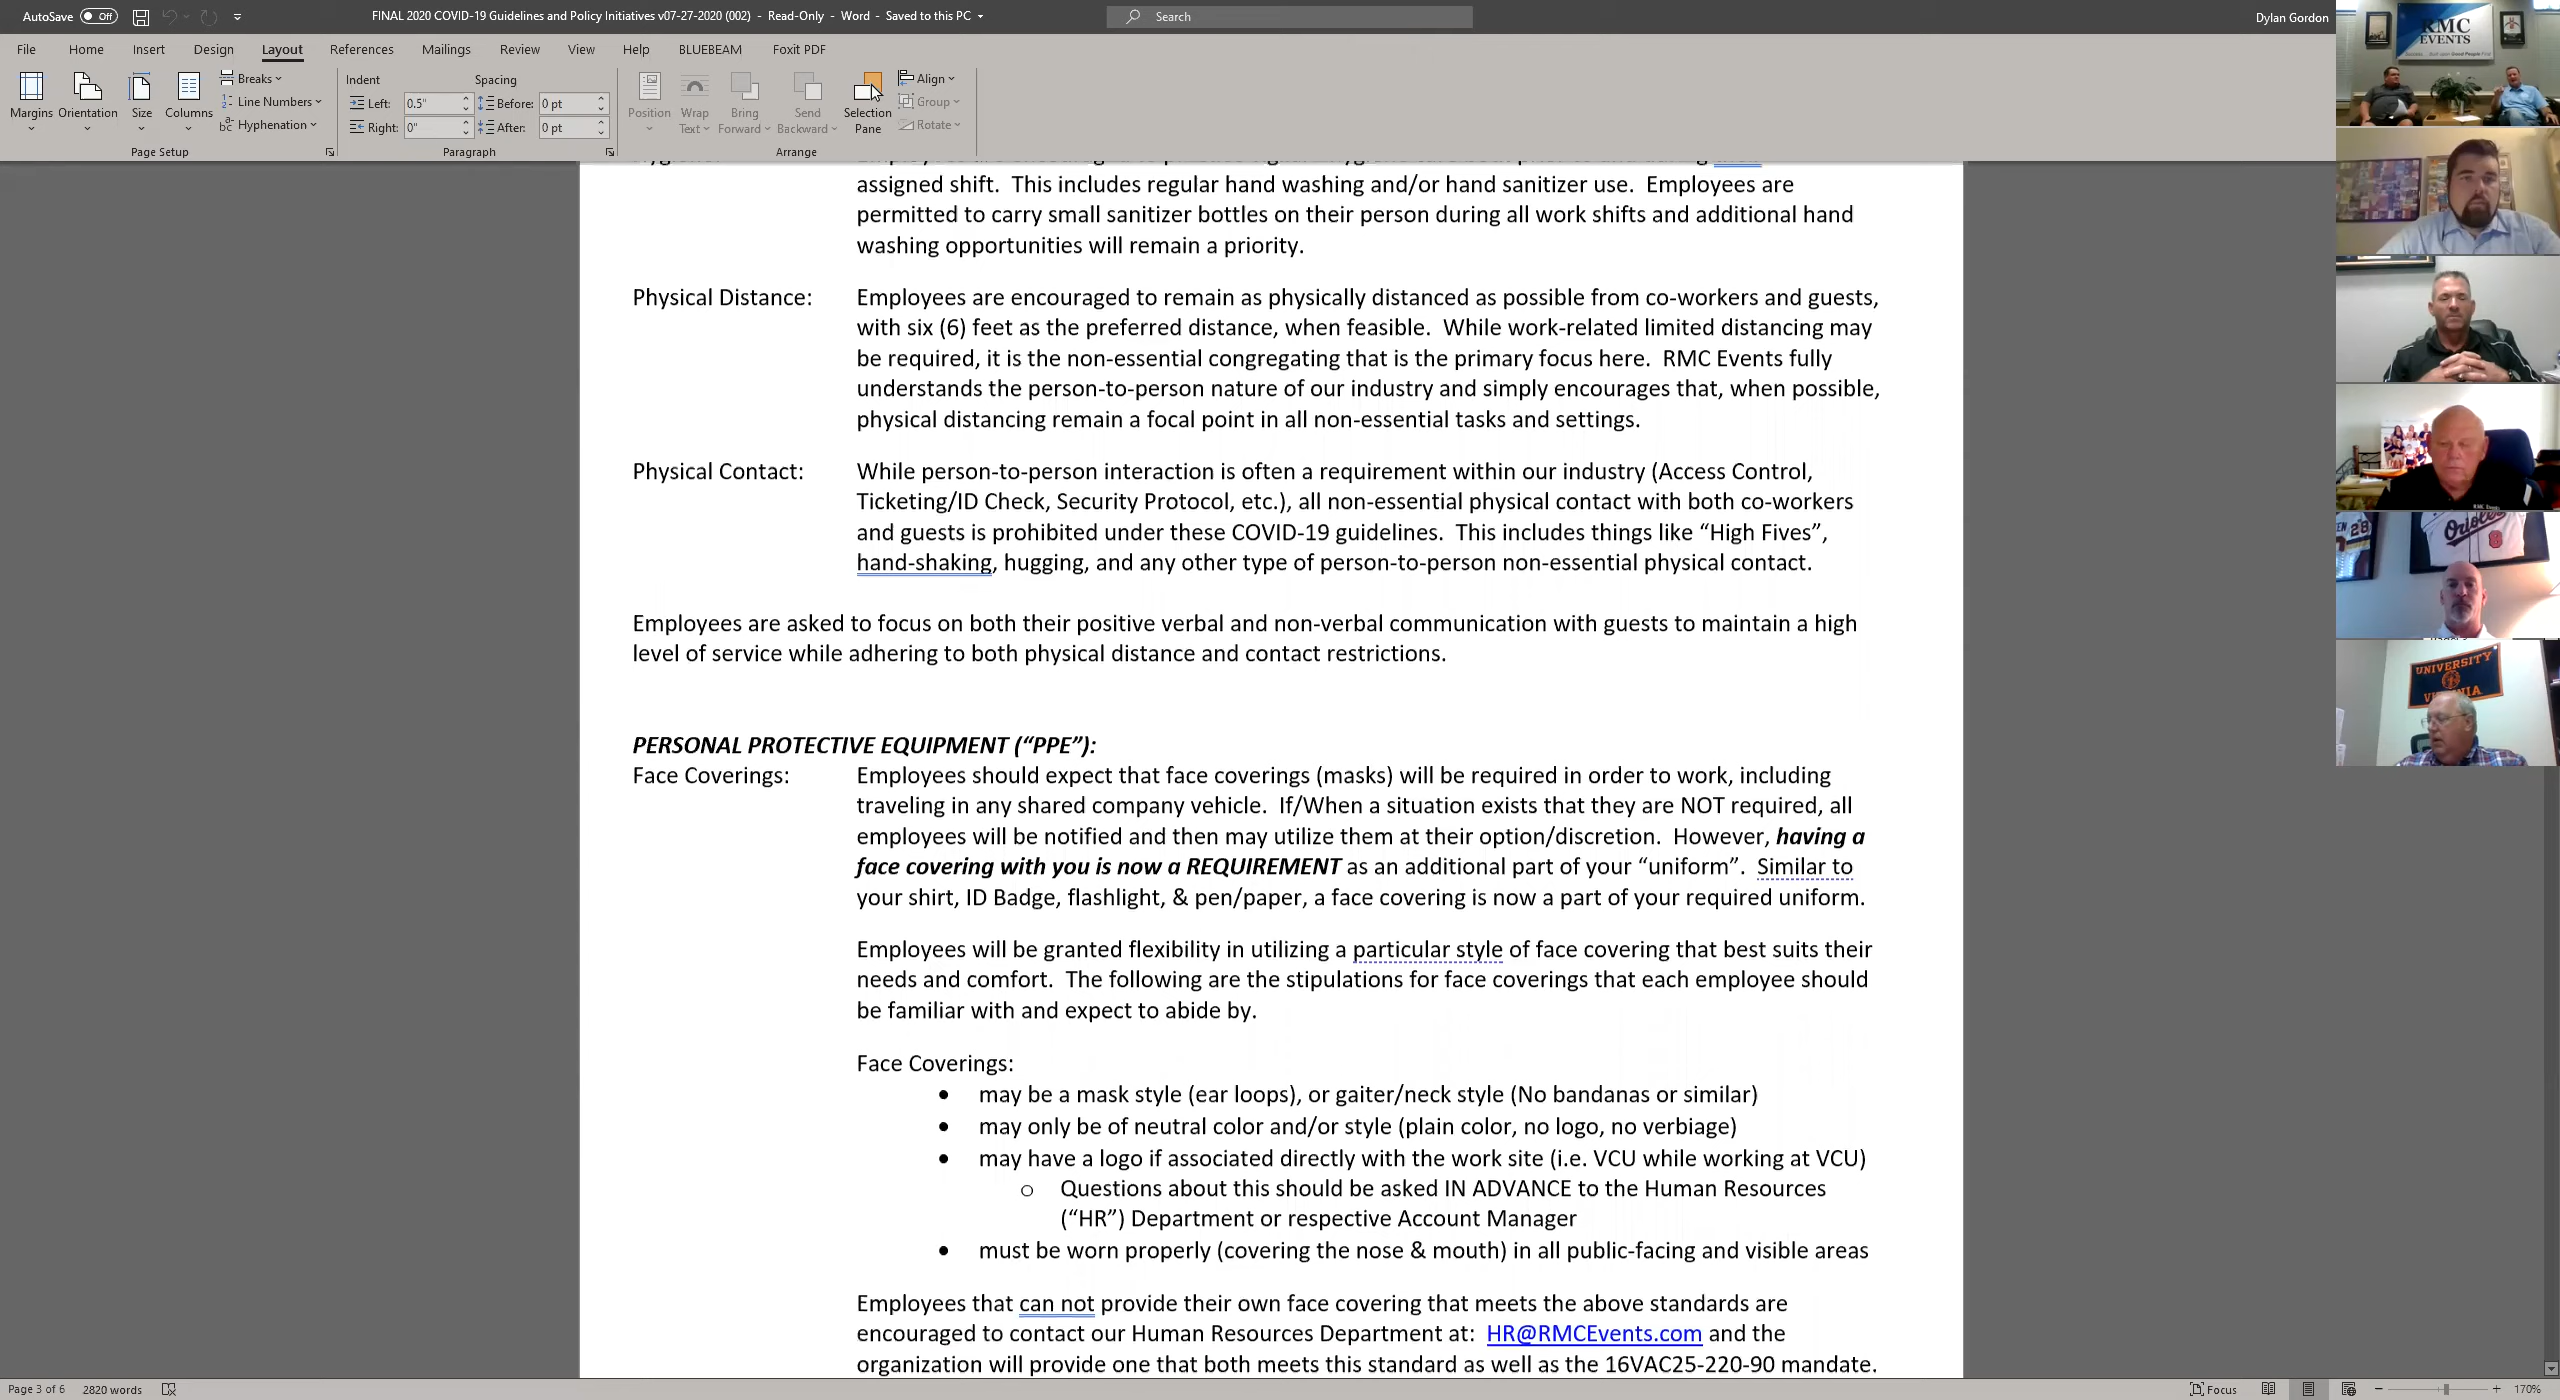 AutoSave Off FINAL 2020 COVID-19 Guidelines and Policy Initiatives v07-27-2020 (002) - Read-Only - Word - Saved to this PC Search Dylan Gordon
File Home Insert Design Layout References Mailings Review View Help BLUEBEAM Foxit PDF
Margins Orientation Size Columns Breaks Line Numbers Hyphenation
Page Setup
Indent Spacing
Left: 0.5" Before: 0 pt
Right: 0" After: 0 pt
Paragraph
Position Wrap Text Bring Forward Send Backward Selection Pane Align Group Rotate
Arrange
assigned shift. This includes regular hand washing and/or hand sanitizer use. Employees are
permitted to carry small sanitizer bottles on their person during all work shifts and additional hand
washing opportunities will remain a priority.
Physical Distance: Employees are encouraged to remain as physically distanced as possible from co-workers and guests,
with six (6) feet as the preferred distance, when feasible. While work-related limited distancing may
be required, it is the non-essential congregating that is the primary focus here. RMC Events fully
understands the person-to-person nature of our industry and simply encourages that, when possible,
physical distancing remain a focal point in all non-essential tasks and settings.
Physical Contact: While person-to-person interaction is often a requirement within our industry (Access Control,
Ticketing/ID Check, Security Protocol, etc.), all non-essential physical contact with both co-workers
and guests is prohibited under these COVID-19 guidelines. This includes things like “High Fives”,
hand-shaking, hugging, and any other type of person-to-person non-essential physical contact.
Employees are asked to focus on both their positive verbal and non-verbal communication with guests to maintain a high
level of service while adhering to both physical distance and contact restrictions.
PERSONAL PROTECTIVE EQUIPMENT (“PPE”):
Face Coverings: Employees should expect that face coverings (masks) will be required in order to work, including
traveling in any shared company vehicle. If/When a situation exists that they are NOT required, all
employees will be notified and then may utilize them at their option/discretion. However, having a
face covering with you is now a REQUIREMENT as an additional part of your “uniform”. Similar to
your shirt, ID Badge, flashlight, & pen/paper, a face covering is now a part of your required uniform.
Employees will be granted flexibility in utilizing a particular style of face covering that best suits their
needs and comfort. The following are the stipulations for face coverings that each employee should
be familiar with and expect to abide by.
Face Coverings:
• may be a mask style (ear loops), or gaiter/neck style (No bandanas or similar)
• may only be of neutral color and/or style (plain color, no logo, no verbiage)
• may have a logo if associated directly with the work site (i.e. VCU while working at VCU)
o Questions about this should be asked IN ADVANCE to the Human Resources
(“HR”) Department or respective Account Manager
• must be worn properly (covering the nose & mouth) in all public-facing and visible areas
Employees that can not provide their own face covering that meets the above standards are
encouraged to contact our Human Resources Department at: HR@RMCEvents.com and the
organization will provide one that both meets this standard as well as the 16VAC25-220-90 mandate.
Page 3 of 6 2820 words Focus 170%
RMC
EVENTS
Orioles
8
UNIVERSITY